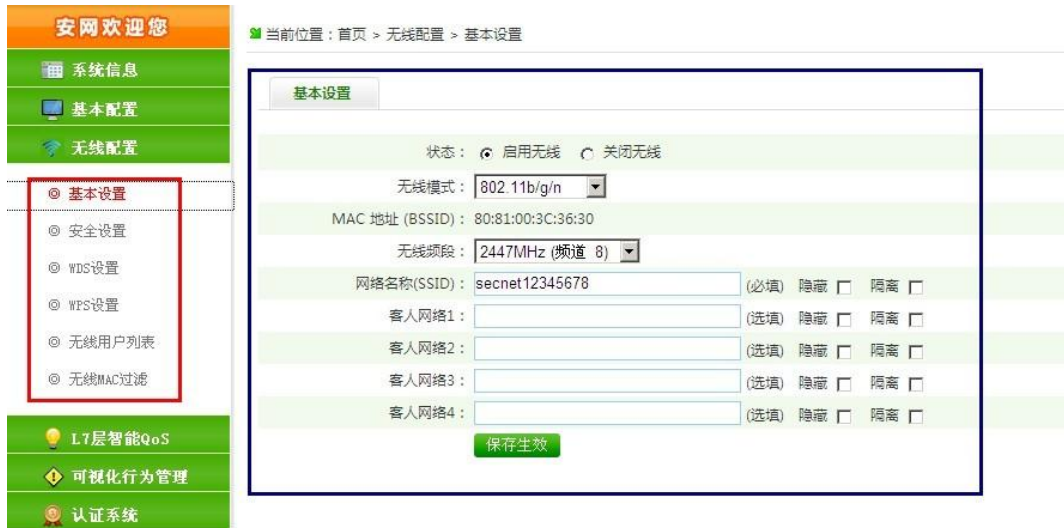 安网欢迎您
系统信息
基本配置
无线配置
基本设置
安全设置
WDS设置
WPS设置
无线用户列表
无线MAC过滤
L7层智能QoS
可视化行为管理
认证系统
当前位置：首页 > 无线配置 > 基本设置
基本设置
状态： 启用无线 关闭无线
无线模式： 802.11b/g/n
MAC 地址 (BSSID)： 80:81:00:3C:36:30
无线频段： 2447MHz (频道 8)
网络名称(SSID)： secnet12345678 (必填) 隐藏 隔离
客人网络1： (选填) 隐藏 隔离
客人网络2： (选填) 隐藏 隔离
客人网络3： (选填) 隐藏 隔离
客人网络4： (选填) 隐藏 隔离
保存生效